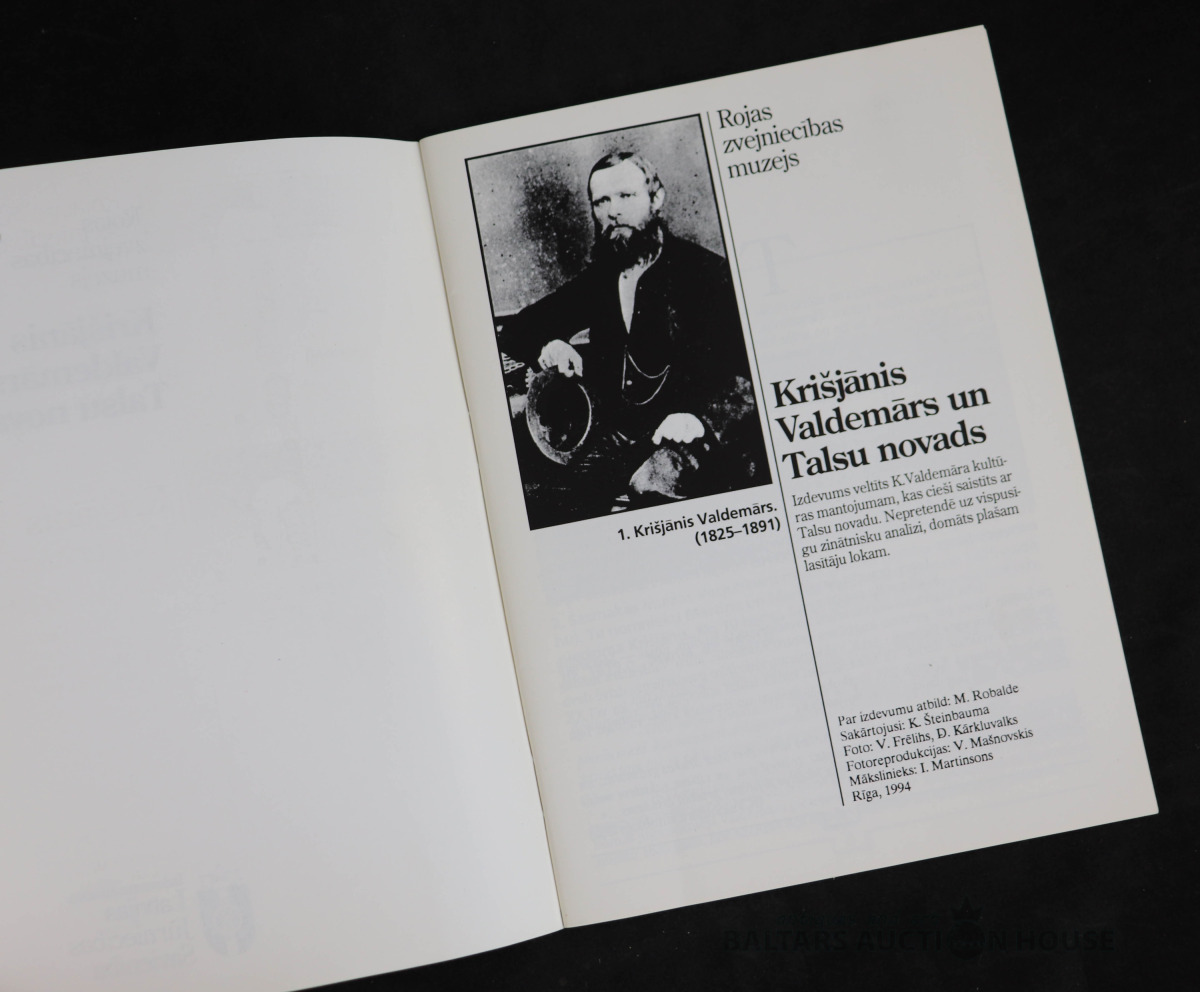 Rojas
zvejniecības
muzejs
Krišjānis
Valdemārs un
Talsu novads
Izdevums veltīts K.Valdemāra kultū-
ras mantojumam, kas cieši saistīts ar
Talsu novadu. Nepretendē uz vispusī-
gu zinātnisku analīzi, domāts plašam
lasītāju lokam.
1. Krišjānis Valdemārs.
(1825–1891)
Par izdevumu atbild: M. Robalde
Sakārtojusi: K. Šteinbauma
Foto: V. Frēlihs, Ð. Kārkluvalks
Fotoreprodukcijas: V. Mašnovskis
Mākslinieks: I. Martinsons
Rīga, 1994
BALTARS AUCTION HOUSE